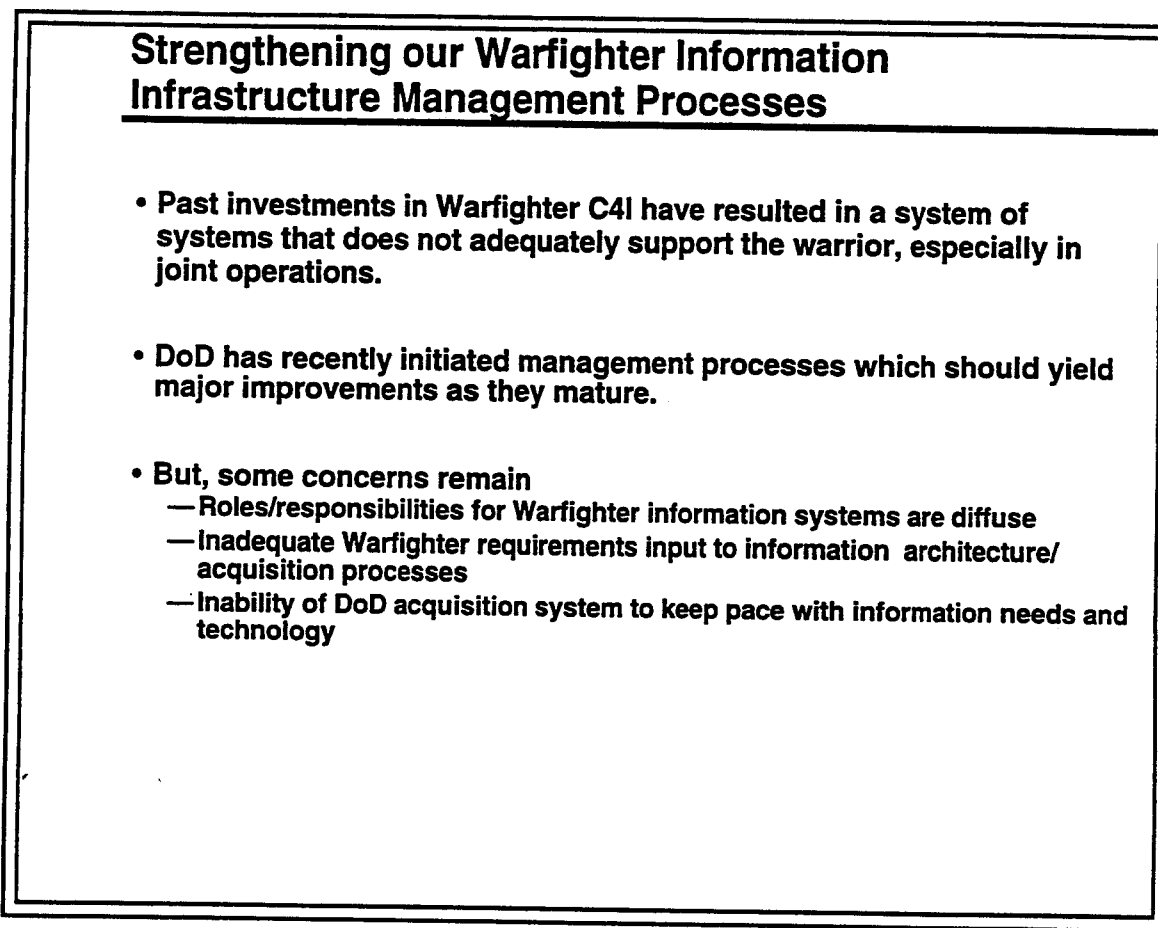 Strengthening our Warfighter Information
Infrastructure Management Processes
• Past investments in Warfighter C4I have resulted in a system of
systems that does not adequately support the warrior, especially in
joint operations.
• DoD has recently initiated management processes which should yield
major improvements as they mature.
• But, some concerns remain
— Roles/responsibilities for Warfighter information systems are diffuse
— Inadequate Warfighter requirements input to information architecture/
acquisition processes
— Inability of DoD acquisition system to keep pace with information needs and
technology